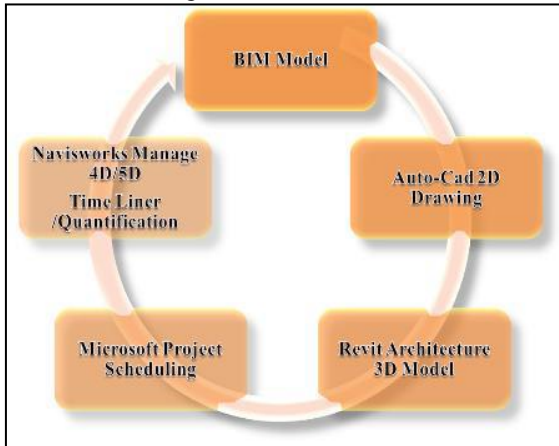 BIM Model
Auto-Cad 2D
Drawing
Revit Architecture
3D Model
Microsoft Project
Scheduling
Navisworks Manage
4D/5D
Time Liner
/Quantification